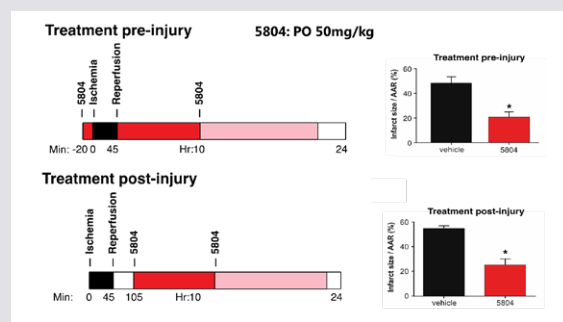 Treatment pre-injury
5804: PO 50mg/kg
5804
Ischemia
Reperfusion
5804
Min: -20 0 45 Hr:10 24
Treatment pre-injury
Infarct size / AAR (%)
60
40
20
0
*
vehicle 5804
Treatment post-injury
Ischemia
Reperfusion
5804
5804
Min: 0 45 105 Hr:10 24
Treatment post-injury
Infarct size / AAR (%)
60
40
20
0
*
vehicle 5804